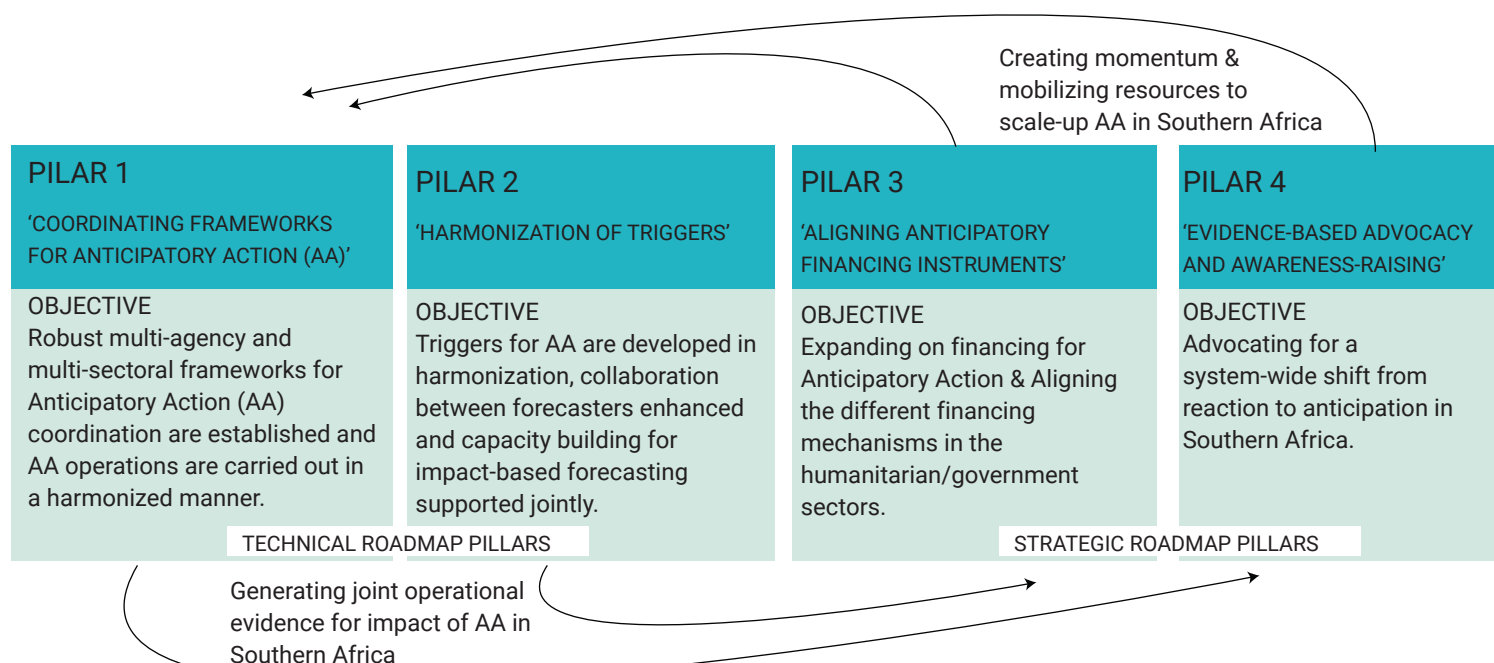 Creating momentum &
mobilizing resources to
scale-up AA in Southern Africa
PILAR 1
‘COORDINATING FRAMEWORKS
FOR ANTICIPATORY ACTION (AA)’
OBJECTIVE
Robust multi-agency and
multi-sectoral frameworks for
Anticipatory Action (AA)
coordination are established and
AA operations are carried out in
a harmonized manner.
PILAR 2
‘HARMONIZATION OF TRIGGERS’
OBJECTIVE
Triggers for AA are developed in
harmonization, collaboration
between forecasters enhanced
and capacity building for
impact-based forecasting
supported jointly.
PILAR 3
‘ALIGNING ANTICIPATORY
FINANCING INSTRUMENTS’
OBJECTIVE
Expanding on financing for
Anticipatory Action & Aligning
the different financing
mechanisms in the
humanitarian/government
sectors.
PILAR 4
‘EVIDENCE-BASED ADVOCACY
AND AWARENESS-RAISING’
OBJECTIVE
Advocating for a
system-wide shift from
reaction to anticipation in
Southern Africa.
TECHNICAL ROADMAP PILLARS
STRATEGIC ROADMAP PILLARS
Generating joint operational
evidence for impact of AA in
Southern Africa